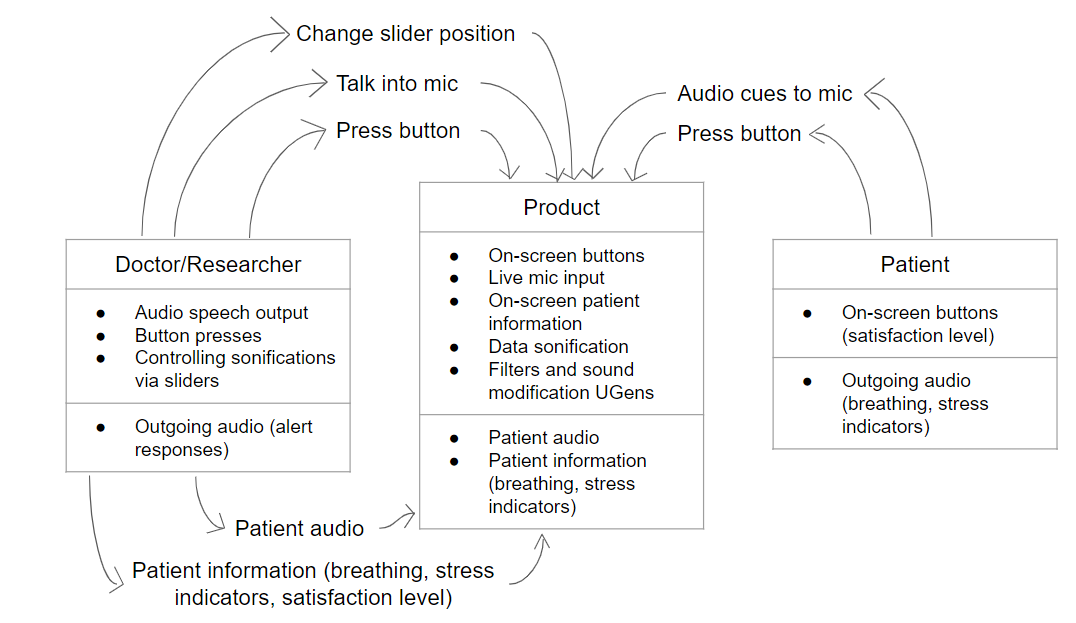 Change slider position
Talk into mic
Press button
Audio cues to mic
Press button
Doctor/Researcher
● Audio speech output
● Button presses
● Controlling sonifications
via sliders
● Outgoing audio (alert
responses)
Product
● On-screen buttons
● Live mic input
● On-screen patient
information
● Data sonification
● Filters and sound
modification UGens
● Patient audio
● Patient information
(breathing, stress
indicators)
Patient
● On-screen buttons
(satisfaction level)
● Outgoing audio
(breathing, stress
indicators)
Patient audio
Patient information (breathing, stress
indicators, satisfaction level)